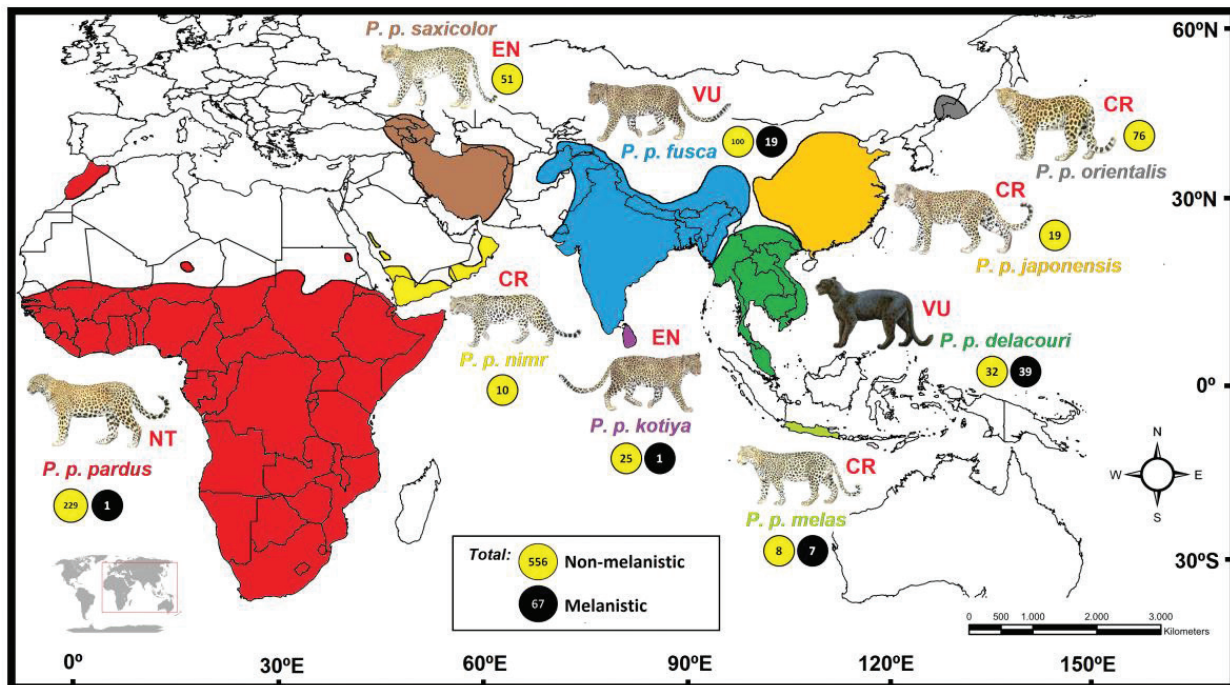 60ºN
P. p. saxicolor
EN
51
VU
P. p. fusca
100
19
CR
76
P. p. orientalis
30ºN
CR
19
P. p. japonensis
CR
P. p. nimr
10
EN
P. p. kotiya
25
1
VU
P. p. delacouri
32
39
0º
NT
P. p. pardus
229
1
CR
P. p. melas
8
7
N
W
E
S
Total:
556
Non-melanistic
67
Melanistic
30ºS
0
500
1.000
2.000
3.000
Kilometers
0º
30ºE
60ºE
90ºE
120ºE
150ºE